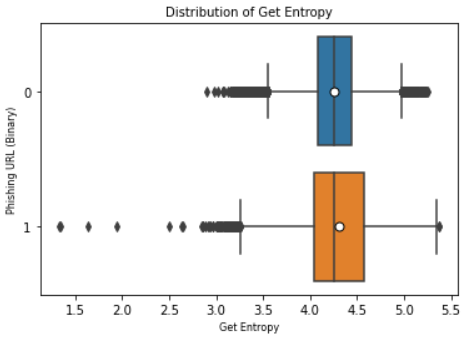 Distribution of Get Entropy
Phishing URL (Binary)
0
1
1.5 2.0 2.5 3.0 3.5 4.0 4.5 5.0 5.5
Get Entropy